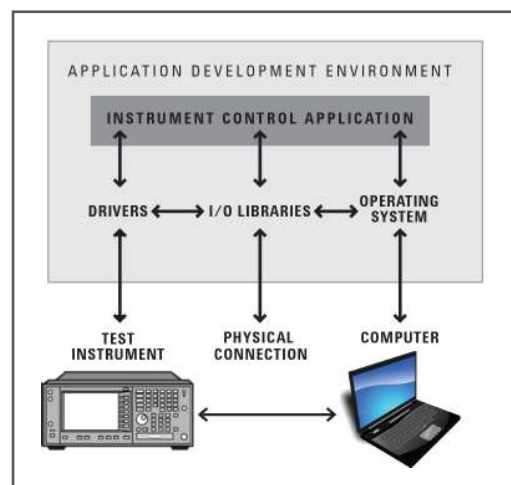 APPLICATION DEVELOPMENT ENVIRONMENT
INSTRUMENT CONTROL APPLICATION
DRIVERS
I/O LIBRARIES
OPERATING
SYSTEM
TEST
INSTRUMENT
PHYSICAL
CONNECTION
COMPUTER